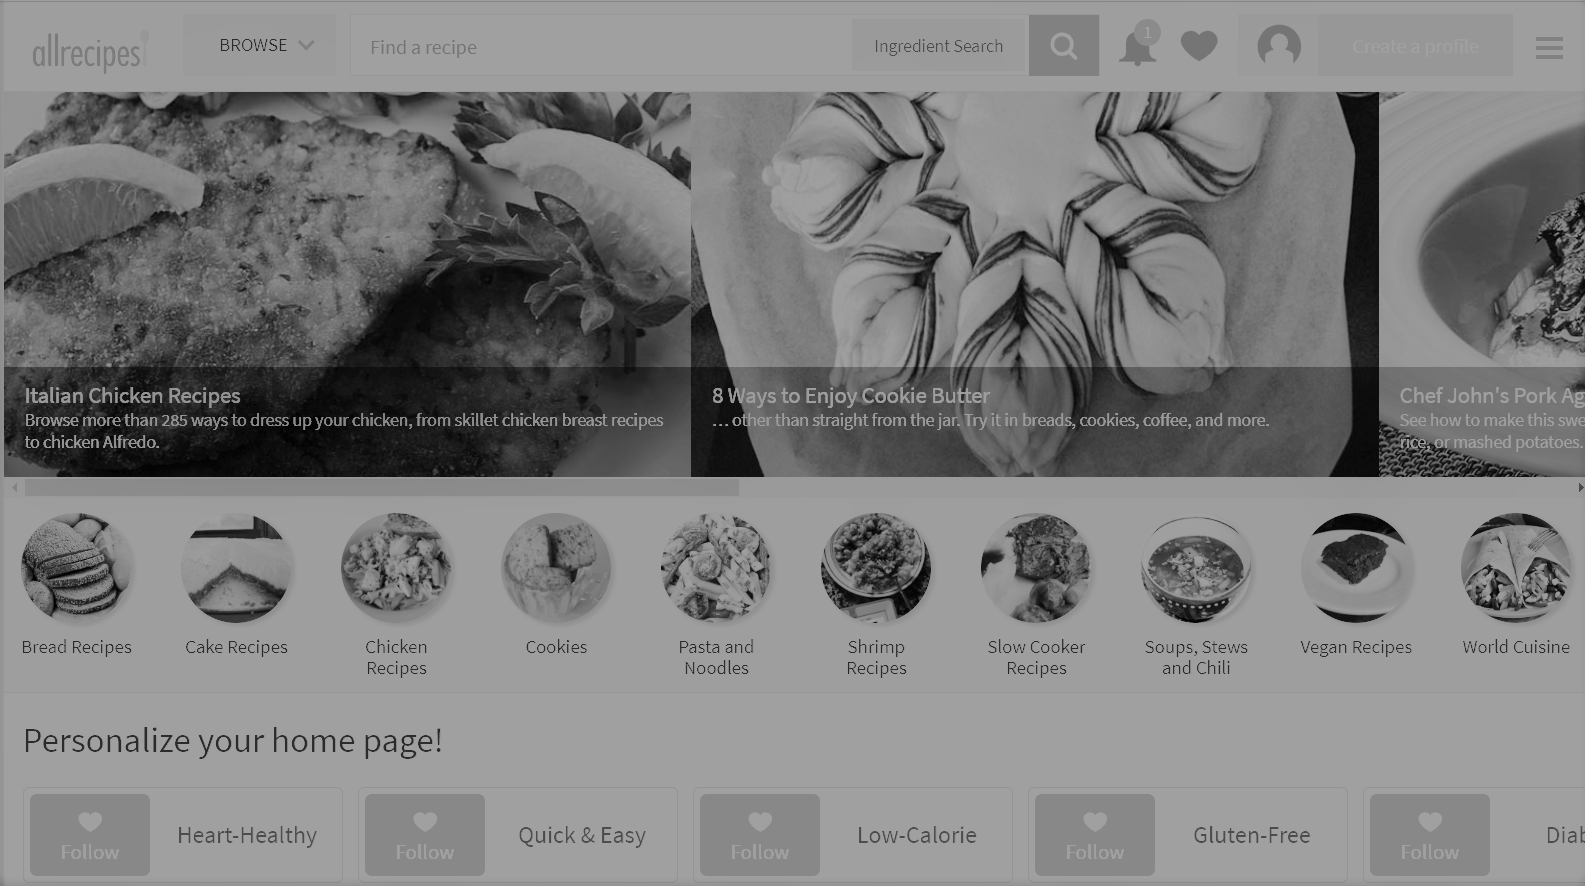 allrecipes
BROWSE
Find a recipe
Ingredient Search
1
Create a profile
Italian Chicken Recipes
Browse more than 285 ways to dress up your chicken, from skillet chicken breast recipes
to chicken Alfredo.
8 Ways to Enjoy Cookie Butter
… other than straight from the jar. Try it in breads, cookies, coffee, and more.
Chef John's Pork Ag
See how to make this swe
rice, or mashed potatoes.
Bread Recipes
Cake Recipes
Chicken
Recipes
Cookies
Pasta and
Noodles
Shrimp
Recipes
Slow Cooker
Recipes
Soups, Stews
and Chili
Vegan Recipes
World Cuisine
Personalize your home page!
Follow
Heart-Healthy
Follow
Quick & Easy
Follow
Low-Calorie
Follow
Gluten-Free
Follow
Diab